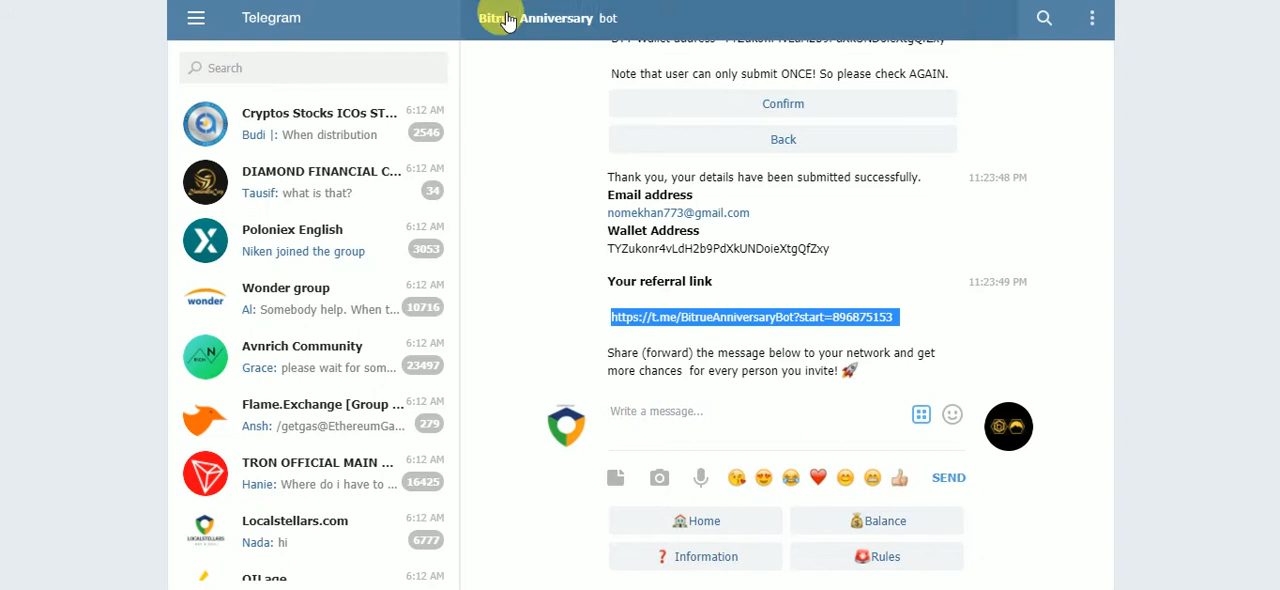 Telegram
Bitrue Anniversary bot
Search
Cryptos Stocks ICOs ST... 6:12 AM
Budi |: When distribution 2546
DIAMOND FINANCIAL C... 6:12 AM
Tausif: what is that? 34
Poloniex English 6:12 AM
Niken joined the group 3053
Wonder group 6:12 AM
wonder
Al: Somebody help. When t... 10716
Avnrich Community 6:12 AM
Grace: please wait for som... 23497
Flame.Exchange [Group ... 6:12 AM
Ansh: /getgas@EthereumGa... 279
TRON OFFICIAL MAIN ... 6:12 AM
Hanie: Where do i have to ... 16425
Localstellars.com 6:12 AM
LOCALSTELLARS
Nada: hi 6777
6:12 AM
Note that user can only submit ONCE! So please check AGAIN.
Confirm
Back
Thank you, your details have been submitted successfully. 11:23:48 PM
Email address
nomekhan773@gmail.com
Wallet Address
TYZukonr4vLdH2b9PdXkUNDoieXtgQfZxy
Your referral link 11:23:49 PM
https://t.me/BitrueAnniversaryBot?start=896875153
Share (forward) the message below to your network and get
more chances for every person you invite! 🚀
Write a message...
SEND
🏠Home
💰Balance
❓ Information
🚨Rules